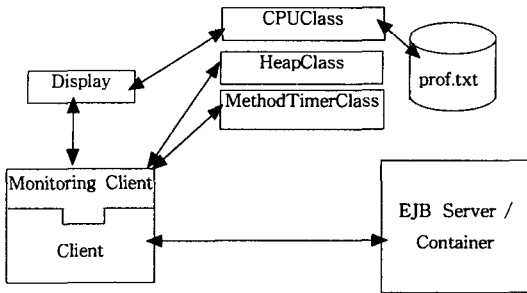 CPUClass
HeapClass
Display
prof.txt
MethodTimerClass
Monitoring Client
EJB Server /
Container
Client